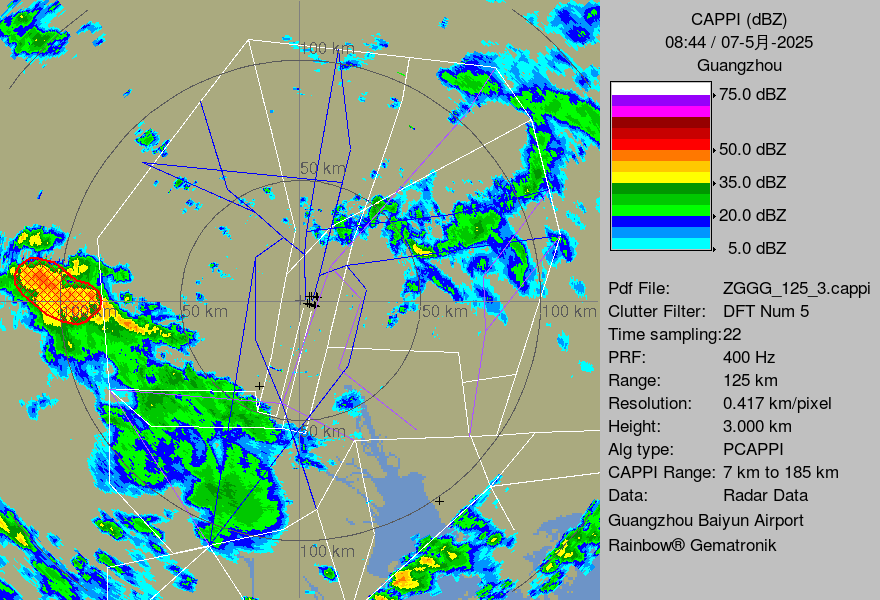 CAPPI (dBZ)
08:44 / 07-5月-2025
Guangzhou
75.0 dBZ
50.0 dBZ
35.0 dBZ
20.0 dBZ
5.0 dBZ
Pdf File: ZGGG_125_3.cappi
Clutter Filter: DFT Num 5
Time sampling:22
PRF: 400 Hz
Range: 125 km
Resolution: 0.417 km/pixel
Height: 3.000 km
Alg type: PCAPPI
CAPPI Range: 7 km to 185 km
Data: Radar Data
Guangzhou Baiyun Airport
Rainbow® Gematronik
100 km
50 km
100 km
50 km
50 km
100 km
50 km
100 km